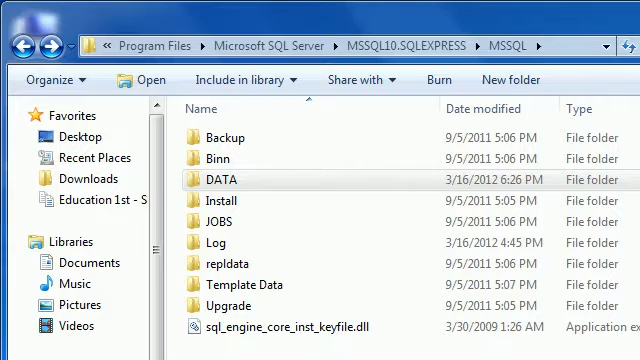 « Program Files Microsoft SQL Server MSSQL10.SQLEXPRESS MSSQL
Organize Open Include in library Share with Burn New folder
Name Date modified Type
Favorites
Desktop
Recent Places
Downloads
Education 1st - S
Libraries
Documents
Music
Pictures
Videos
Backup 9/5/2011 5:06 PM File folder
Binn 9/5/2011 5:06 PM File folder
DATA 3/16/2012 6:26 PM File folder
Install 9/5/2011 5:05 PM File folder
JOBS 9/5/2011 5:06 PM File folder
Log 3/16/2012 4:45 PM File folder
repldata 9/5/2011 5:06 PM File folder
Template Data 9/5/2011 5:07 PM File folder
Upgrade 9/5/2011 5:05 PM File folder
sql_engine_core_inst_keyfile.dll 3/30/2009 1:26 AM Application ex